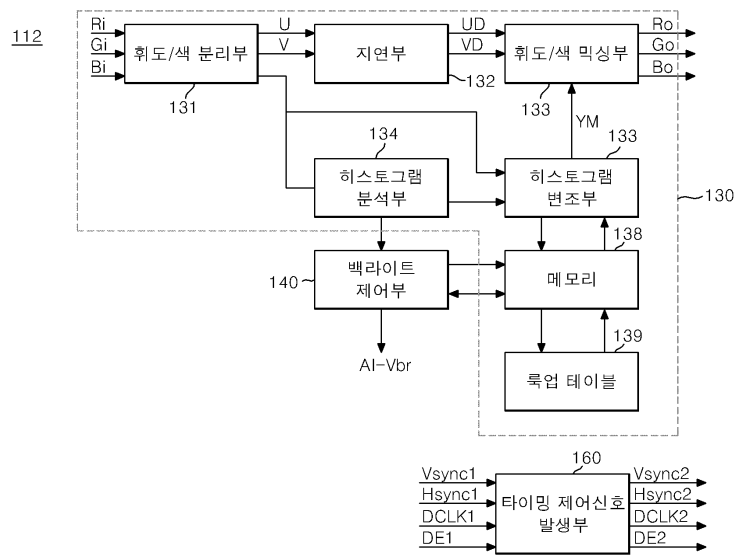 112
Ri
Gi
Bi
휘도/색 분리부
131
U
V
지연부
132
UD
VD
휘도/색 믹싱부
133
Ro
Go
Bo
YM
134
히스토그램
분석부
133
히스토그램
변조부
130
140
백라이트
제어부
138
메모리
AI-Vbr
139
룩업 테이블
160
Vsync1
Hsync1
DCLK1
DE1
타이밍 제어신호
발생부
Vsync2
Hsync2
DCLK2
DE2